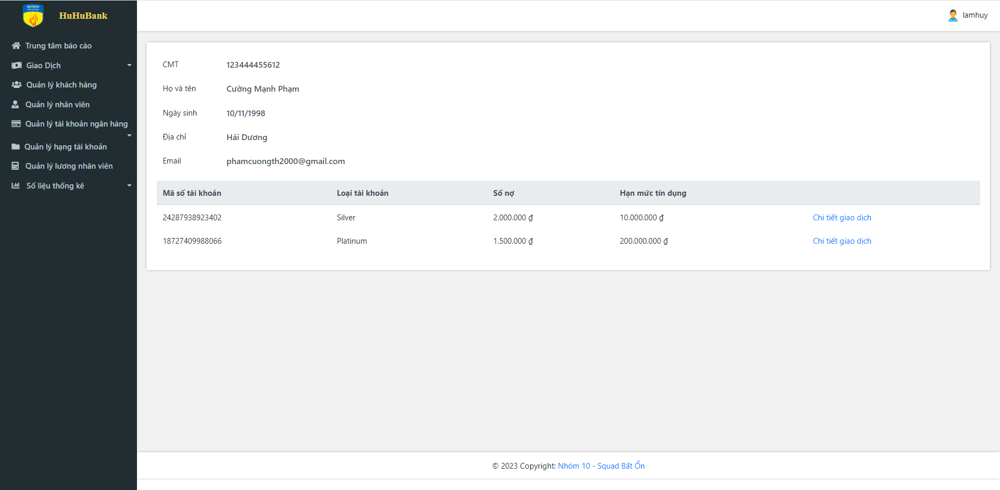 HUTECH
University
HuHuBank
lamhuy
Trung tâm báo cáo
Giao Dịch
Quản lý khách hàng
Quản lý nhân viên
Quản lý tài khoản ngân hàng
Quản lý hạng tài khoản
Quản lý lương nhân viên
Số liệu thống kê
CMT 123444455612
Họ và tên Cường Mạnh Phạm
Ngày sinh 10/11/1998
Địa chỉ Hải Dương
Email phamcuongth2000@gmail.com
Mã số tài khoản Loại tài khoản Số nợ Hạn mức tín dụng
24287938923402 Silver 2.000.000 ₫ 10.000.000 ₫ Chi tiết giao dịch
18727409988066 Platinum 1.500.000 ₫ 200.000.000 ₫ Chi tiết giao dịch
© 2023 Copyright: Nhóm 10 - Squad Bất Ổn